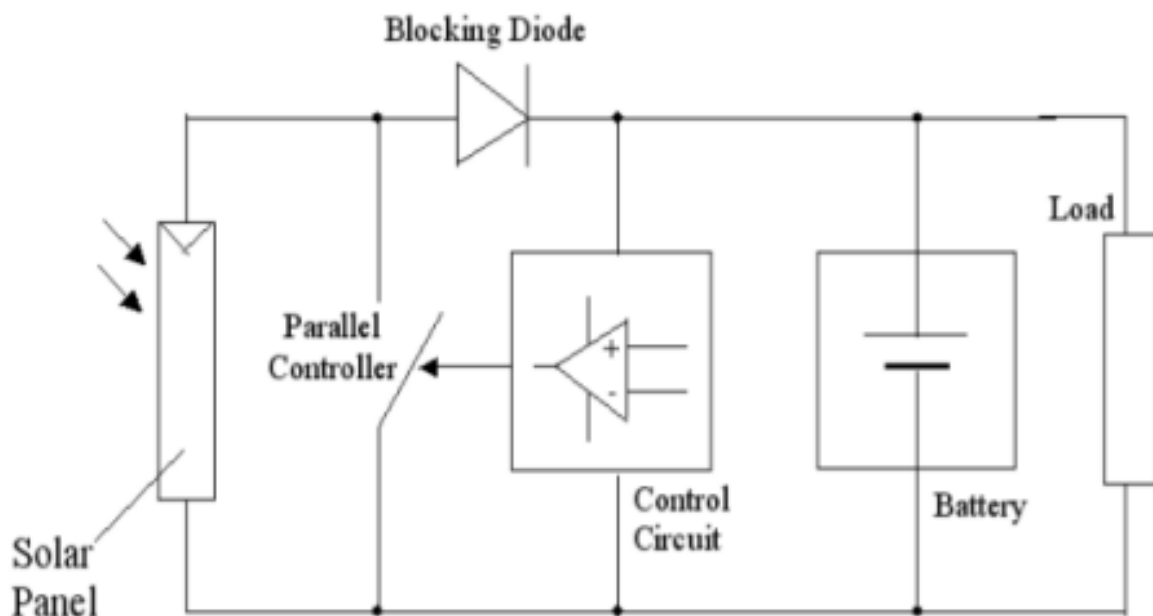 Blocking Diode
Load
Parallel
Controller
+
-
Control
Circuit
Battery
Solar
Panel